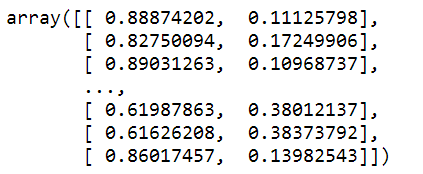 array([[ 0.88874202,  0.11125798],
[ 0.82750094,  0.17249906],
[ 0.89031263,  0.10968737],
...,
[ 0.61987863,  0.38012137],
[ 0.61626208,  0.38373792],
[ 0.86017457,  0.13982543]])